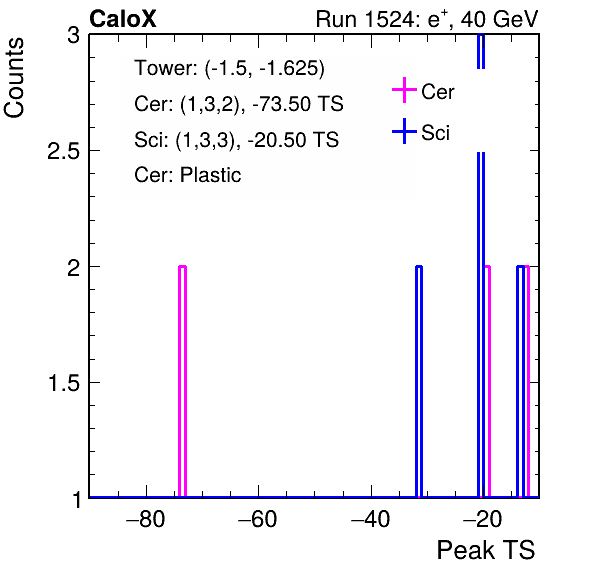 CaloX Run 1524: e⁺, 40 GeV
Counts
3
Tower: (-1.5, -1.625)
Cer: (1,3,2), -73.50 TS
Sci: (1,3,3), -20.50 TS
Cer: Plastic
Cer
Sci
2.5
2
1.5
1
−80 −60 −40 −20
Peak TS